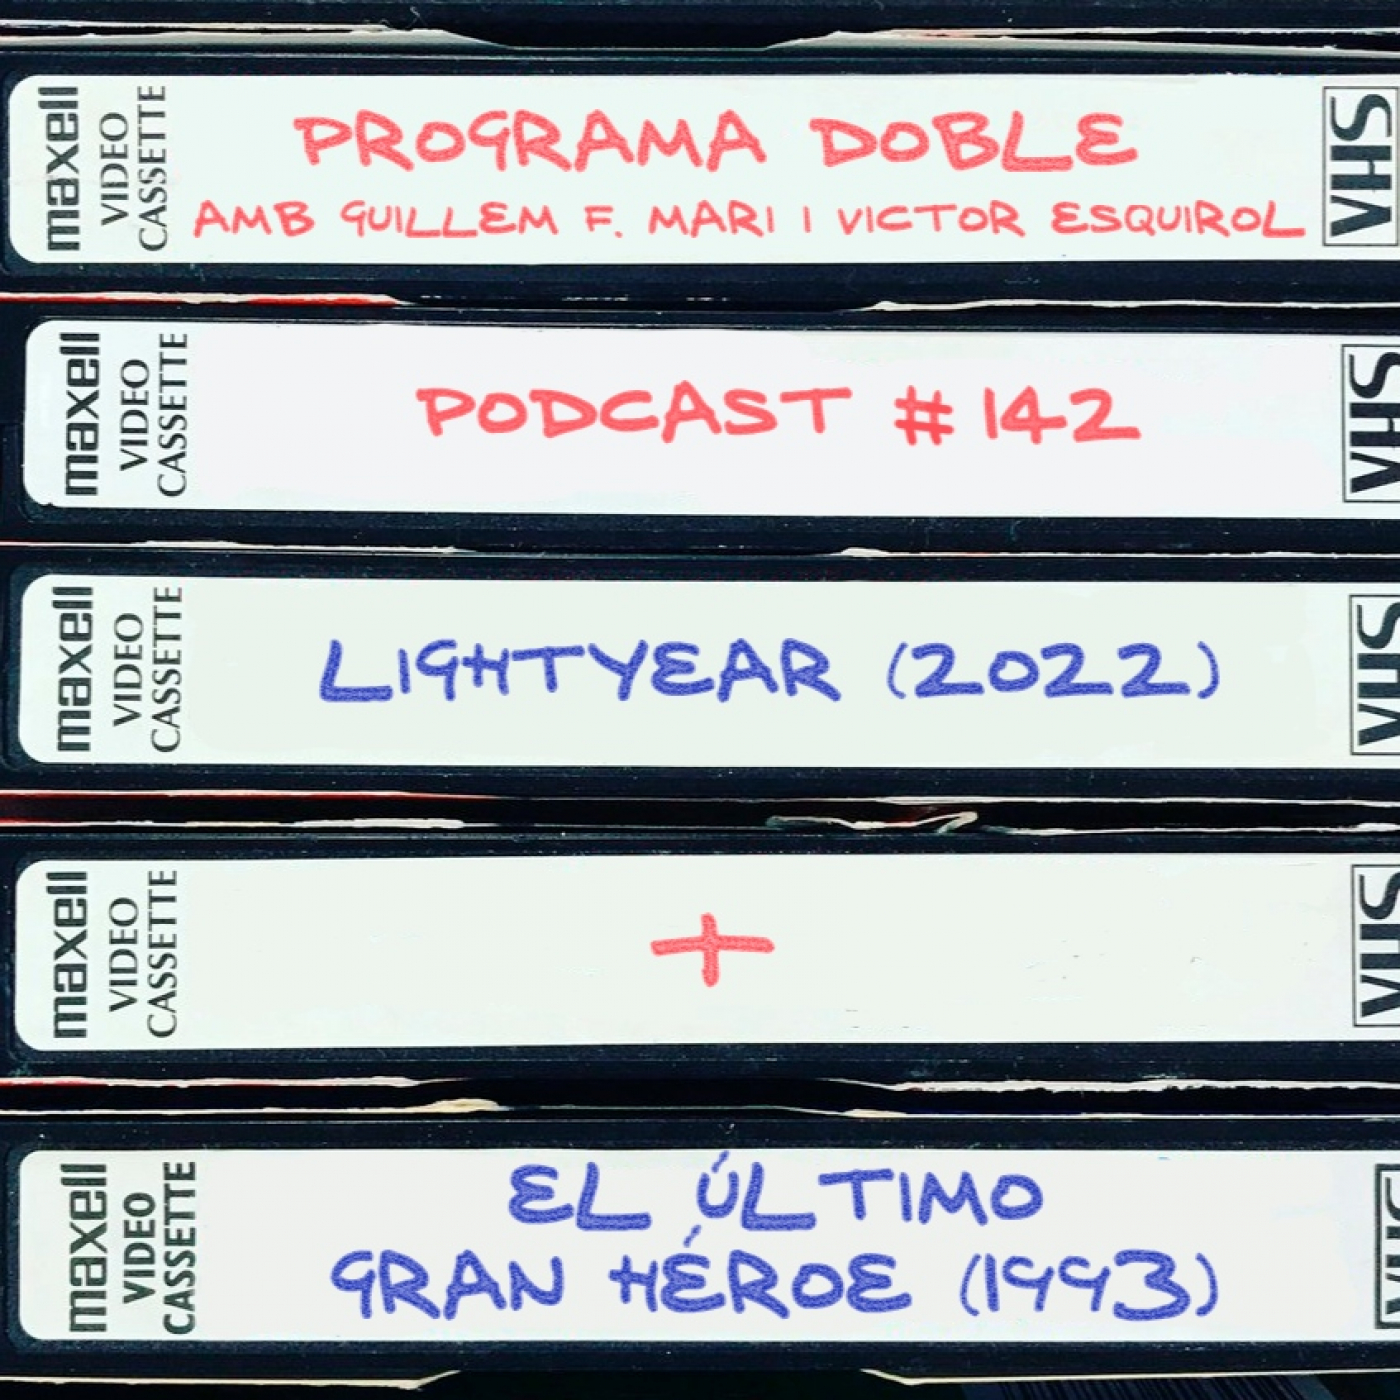 maxell
VIDEO
CASSETTE
PROGRAMA DOBLE
AMB GUILLEM F. MARI I VICTOR ESQUIROL
VHS
maxell
VIDEO
CASSETTE
PODCAST #142
VHS
maxell
VIDEO
CASSETTE
LIGHTYEAR (2022)
VHS
maxell
VIDEO
CASSETTE
+
VHS
maxell
VIDEO
CASSETTE
EL ÚLTIMO
GRAN HÉROE (1993)
VHS